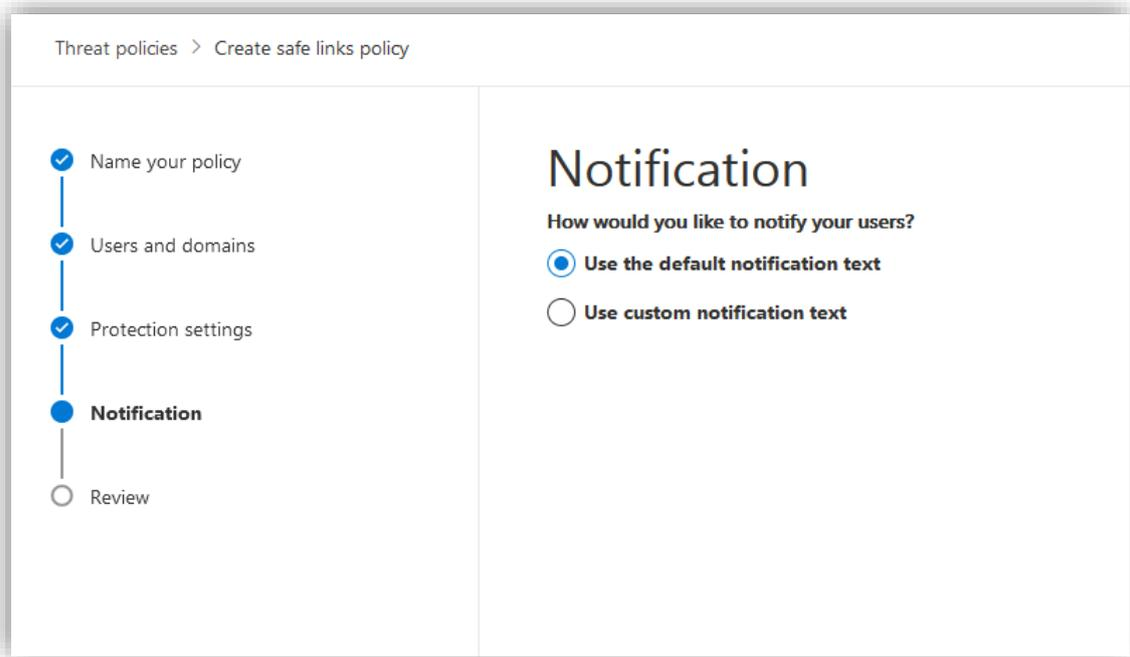 Threat policies > Create safe links policy
Name your policy
Users and domains
Protection settings
Notification
Review
Notification
How would you like to notify your users?
Use the default notification text
Use custom notification text